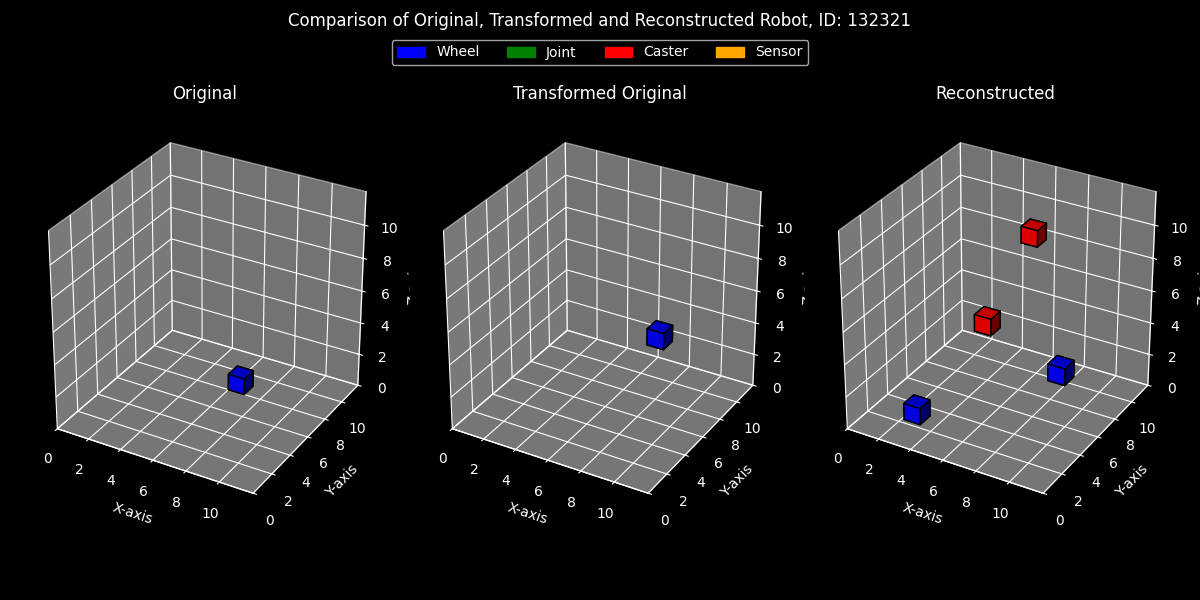 Comparison of Original, Transformed and Reconstructed Robot, ID: 132321
Wheel Joint Caster Sensor
Original Transformed Original Reconstructed
10 8 6 4 2 0
0 2 4 6 8 10
X-axis
0 2 4 6 8 10
Y-axis
10 8 6 4 2 0
0 2 4 6 8 10
X-axis
0 2 4 6 8 10
Y-axis
10 8 6 4 2 0
0 2 4 6 8 10
X-axis
0 2 4 6 8 10
Y-axis